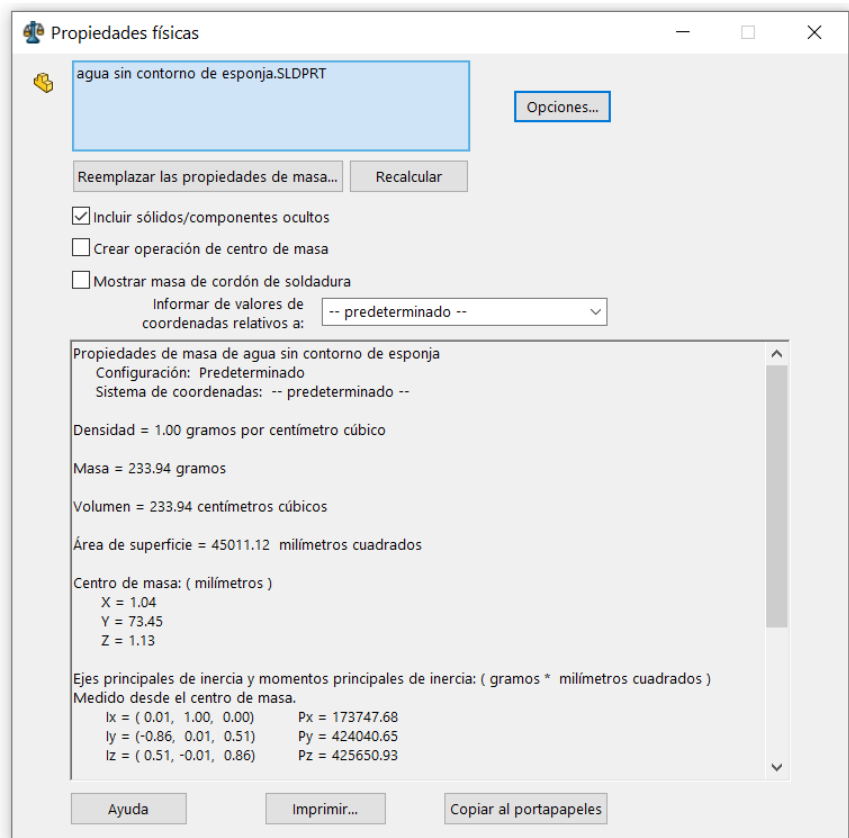 Propiedades físicas
agua sin contorno de esponja.SLDPRT
Opciones...
Reemplazar las propiedades de masa...
Recalcular
Incluir sólidos/componentes ocultos
Crear operación de centro de masa
Mostrar masa de cordón de soldadura
Informar de valores de
coordenadas relativos a:
-- predeterminado --
Propiedades de masa de agua sin contorno de esponja
Configuración: Predeterminado
Sistema de coordenadas: -- predeterminado --
Densidad = 1.00 gramos por centímetro cúbico
Masa = 233.94 gramos
Volumen = 233.94 centímetros cúbicos
Área de superficie = 45011.12 milímetros cuadrados
Centro de masa: ( milímetros )
X = 1.04
Y = 73.45
Z = 1.13
Ejes principales de inercia y momentos principales de inercia: ( gramos * milímetros cuadrados )
Medido desde el centro de masa.
Ix = ( 0.01, 1.00, 0.00) Px = 173747.68
Iy = (-0.86, 0.01, 0.51) Py = 424040.65
Iz = ( 0.51, -0.01, 0.86) Pz = 425650.93
Ayuda
Imprimir...
Copiar al portapapeles